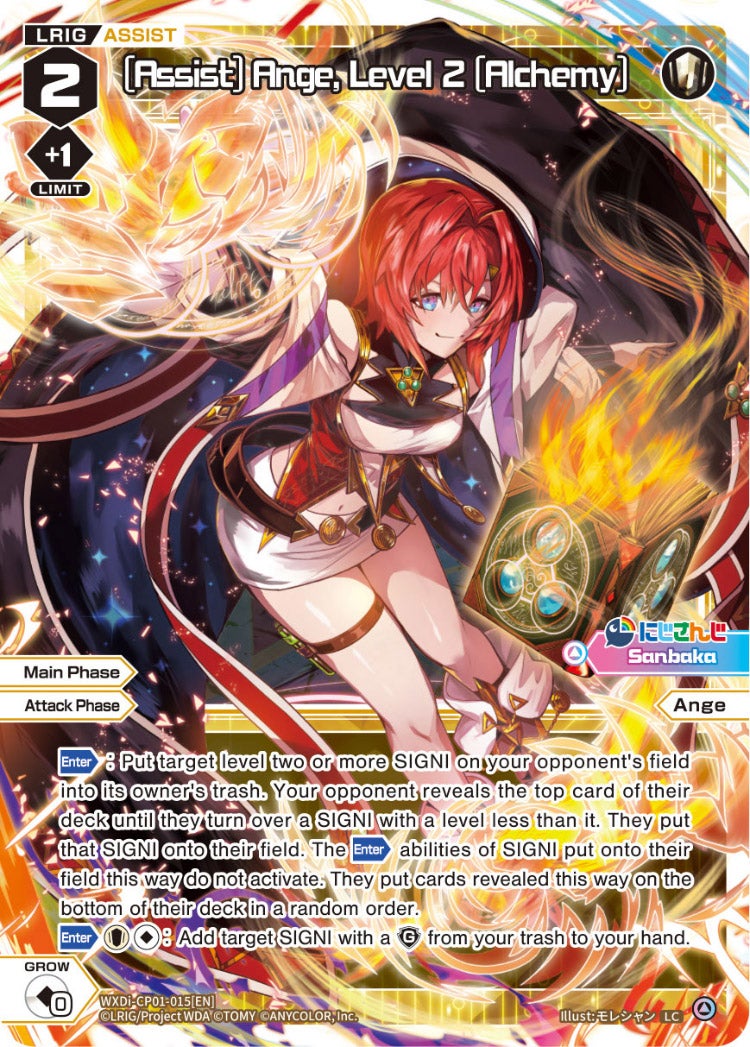 LRIG ASSIST
2
[Assist] Ange, Level 2 [Alchemy]
+1
LIMIT
にじさんじ
Sanbaka
Main Phase
Attack Phase
Ange
Enter : Put target level two or more SIGNI on your opponent's field
into its owner's trash. Your opponent reveals the top card of their
deck until they turn over a SIGNI with a level less than it. They put
that SIGNI onto their field. The Enter abilities of SIGNI put onto their
field this way do not activate. They put cards revealed this way on the
bottom of their deck in a random order.
Enter : Add target SIGNI with a G from your trash to your hand.
GROW
0
WXDi-CP01-015[EN]
©LRIG/Project WDA ©TOMY ©ANYCOLOR, Inc.
Illust:モレシャン LC